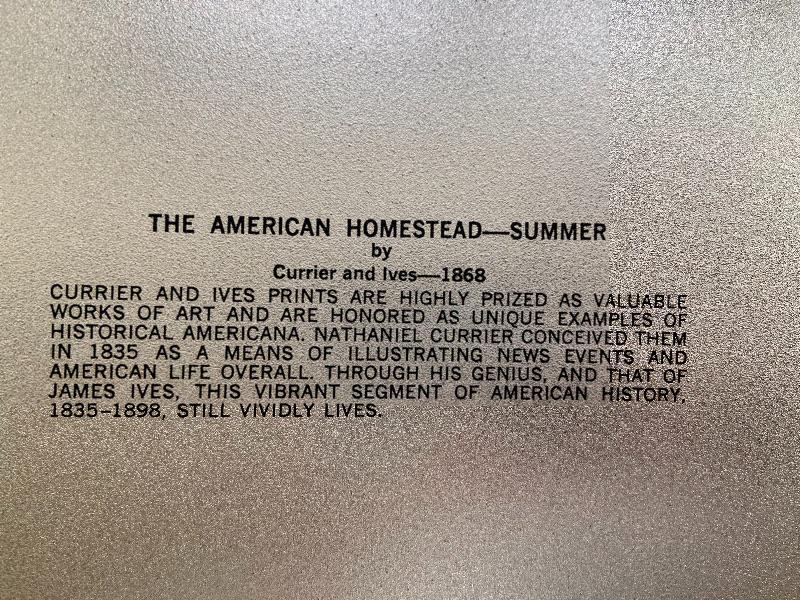 THE AMERICAN HOMESTEAD—SUMMER
by
Currier and Ives—1868
CURRIER AND IVES PRINTS ARE HIGHLY PRIZED AS VALUABLE
WORKS OF ART AND ARE HONORED AS UNIQUE EXAMPLES OF
HISTORICAL AMERICANA. NATHANIEL CURRIER CONCEIVED THEM
IN 1835 AS A MEANS OF ILLUSTRATING NEWS EVENTS AND
AMERICAN LIFE OVERALL. THROUGH HIS GENIUS, AND THAT OF
JAMES IVES, THIS VIBRANT SEGMENT OF AMERICAN HISTORY,
1835–1898, STILL VIVIDLY LIVES.